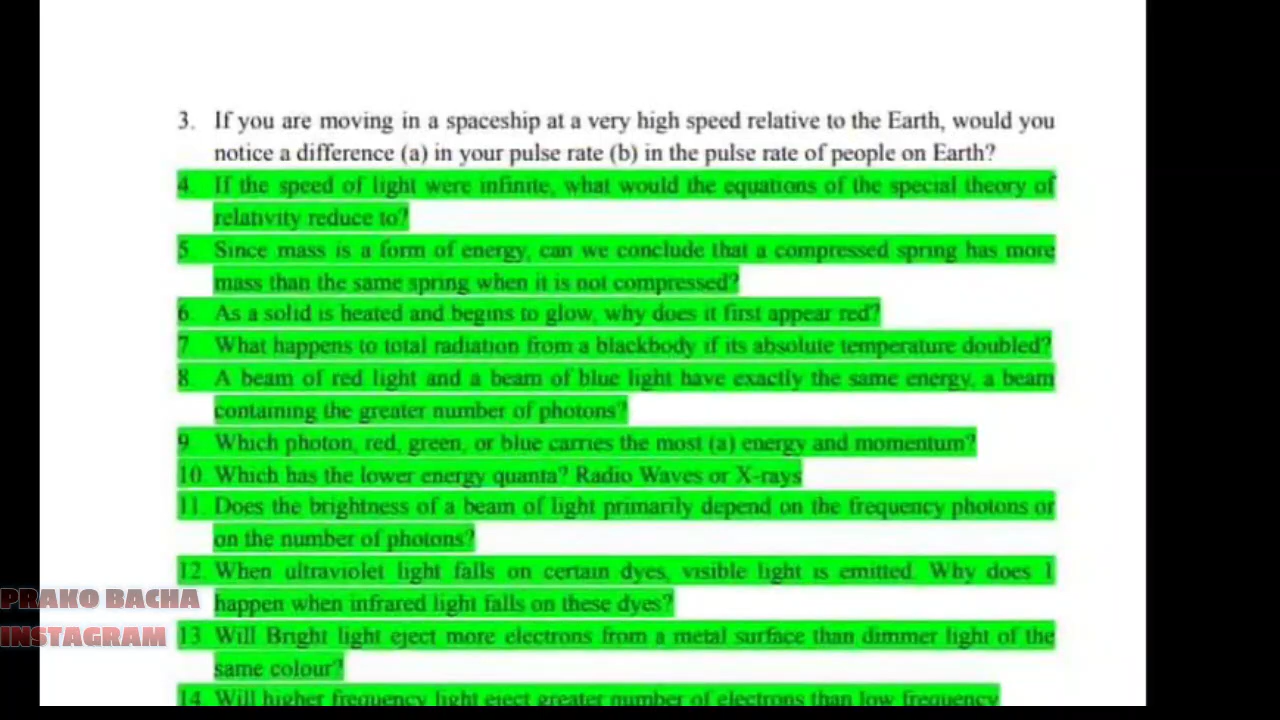 3. If you are moving in a spaceship at a very high speed relative to the Earth, would you
notice a difference (a) in your pulse rate (b) in the pulse rate of people on Earth?
4. If the speed of light were infinite, what would the equations of the special theory of
relativity reduce to?
5 Since mass is a form of energy, can we conclude that a compressed spring has more
mass than the same spring when it is not compressed?
6. As a solid is heated and begins to glow, why does it first appear red?
7 What happens to total radiation from a blackbody if its absolute temperature doubled?
8. A beam of red light and a beam of blue light have exactly the same energy, a beam
containing the greater number of photons?
9. Which photon, red, green, or blue carries the most (a) energy and momentum?
10. Which has the lower energy quanta? Radio Waves or X-rays
11. Does the brightness of a beam of light primarily depend on the frequency photons or
on the number of photons?
12. When ultraviolet light falls on certain dyes, visible light is emitted. Why does I
happen when infrared light falls on these dyes?
13. Will Bright light eject more electrons from a metal surface than dimmer light of the
same colour?
14. Will higher frequency light eject greater number of electrons than low frequency
PRAKO BACHA
INSTAGRAM